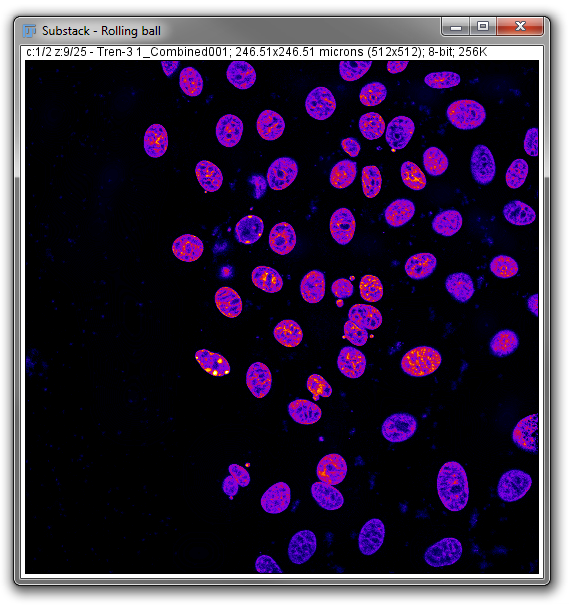 Substack - Rolling ball
c:1/2 z:9/25 - Tren-3 1_Combined001; 246.51x246.51 microns (512x512); 8-bit; 256K